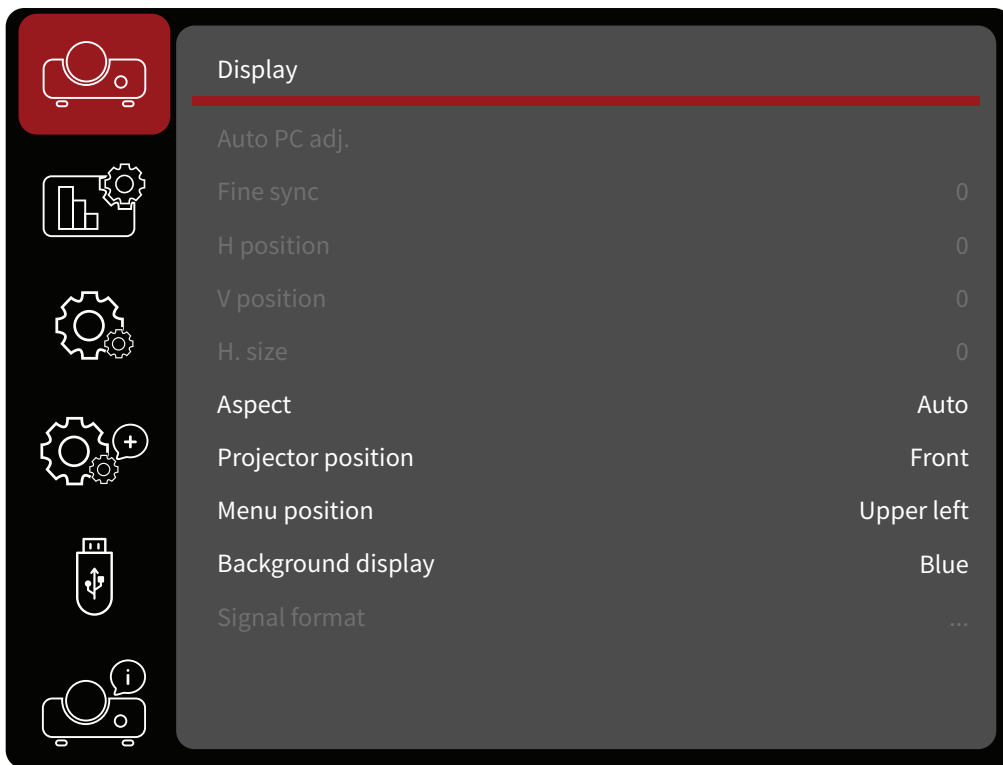 Display
Auto PC adj.
Fine sync 0
H position 0
V position 0
H. size 0
Aspect Auto
Projector position Front
Menu position Upper left
Background display Blue
Signal format ...
i